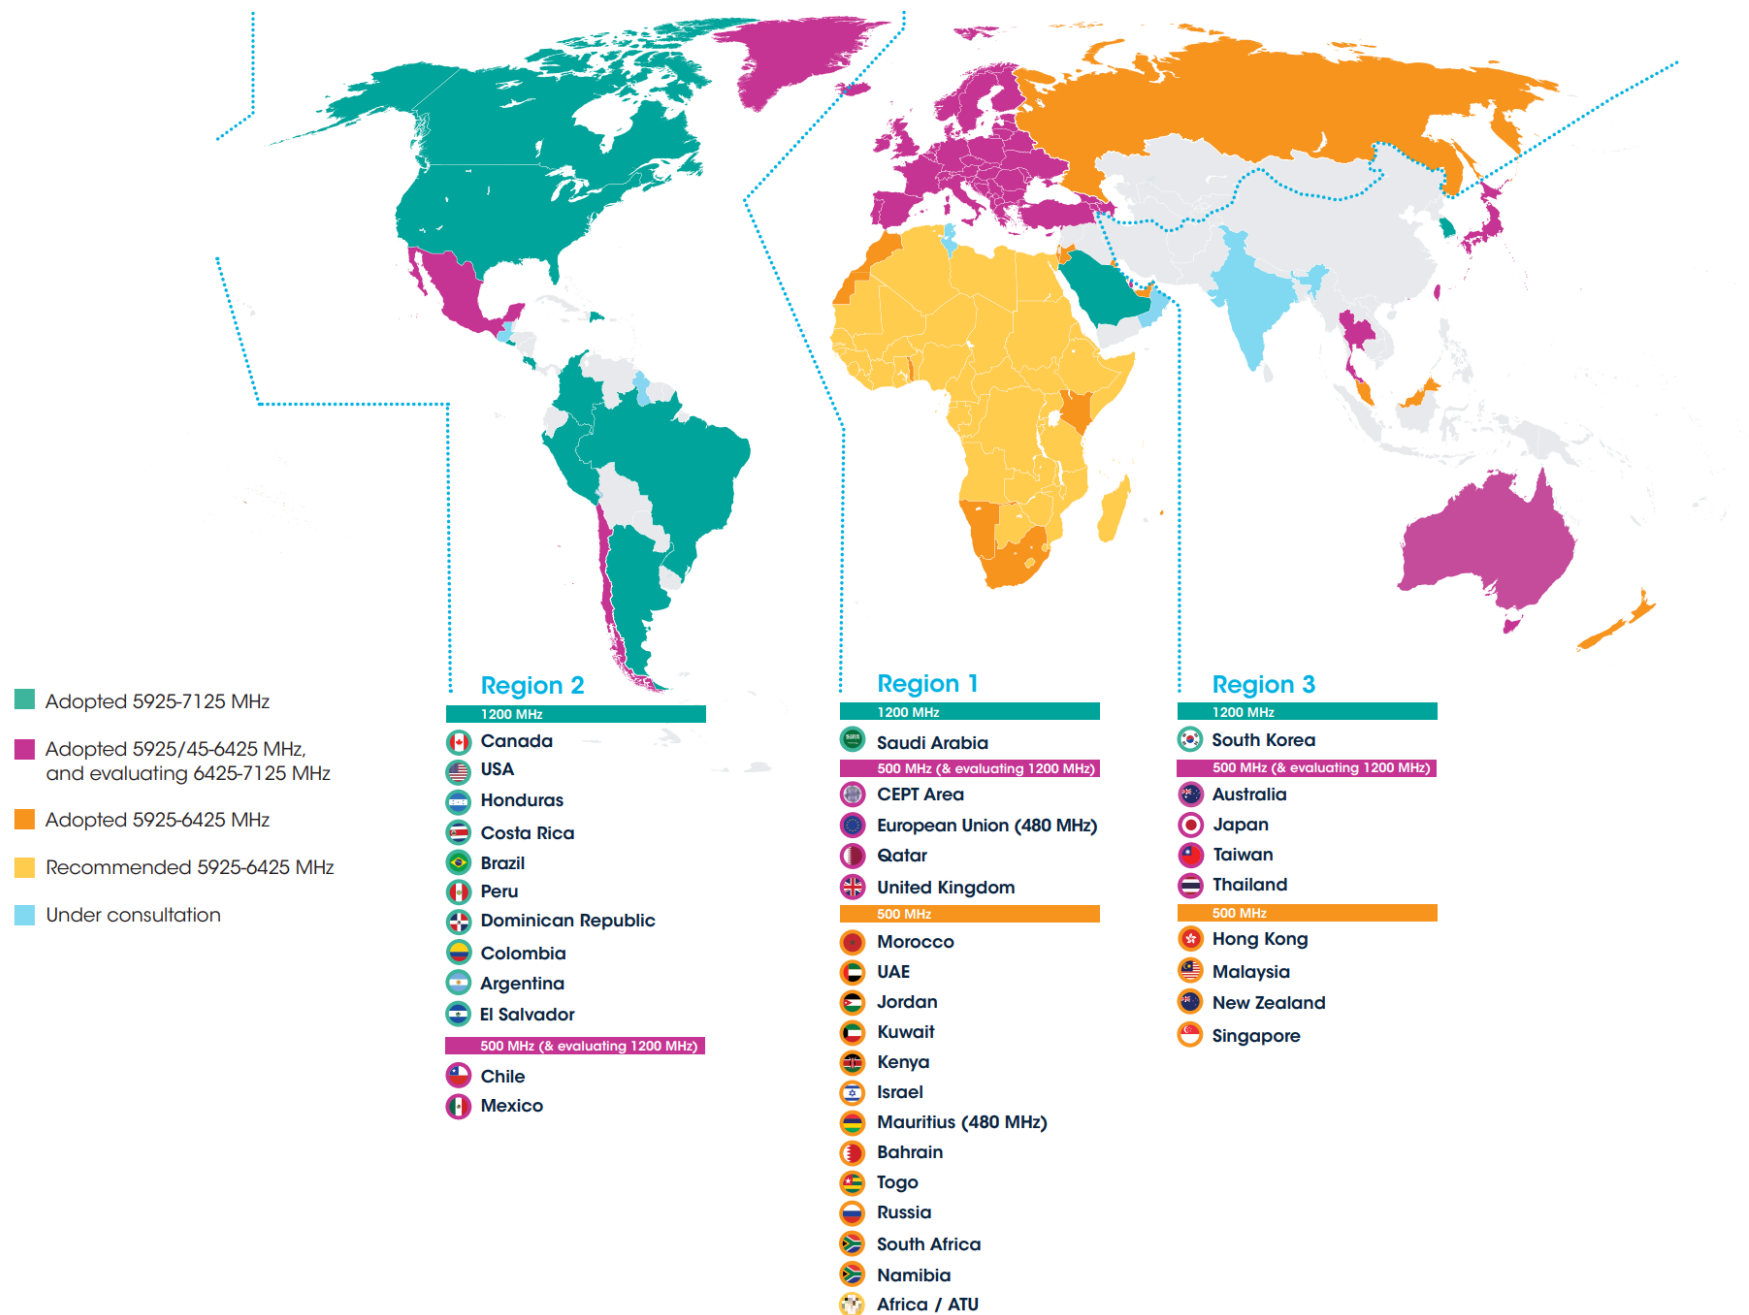 Adopted 5925-7125 MHz
Adopted 5925/45-6425 MHz,
and evaluating 6425-7125 MHz
Adopted 5925-6425 MHz
Recommended 5925-6425 MHz
Under consultation
Region 2
1200 MHz
Canada
USA
Honduras
Costa Rica
Brazil
Peru
Dominican Republic
Colombia
Argentina
El Salvador
500 MHz (& evaluating 1200 MHz)
Chile
Mexico
Region 1
1200 MHz
Saudi Arabia
500 MHz (& evaluating 1200 MHz)
CEPT Area
European Union (480 MHz)
Qatar
United Kingdom
500 MHz
Morocco
UAE
Jordan
Kuwait
Kenya
Israel
Mauritius (480 MHz)
Bahrain
Togo
Russia
South Africa
Namibia
Africa / ATU
Region 3
1200 MHz
South Korea
500 MHz (& evaluating 1200 MHz)
Australia
Japan
Taiwan
Thailand
500 MHz
Hong Kong
Malaysia
New Zealand
Singapore